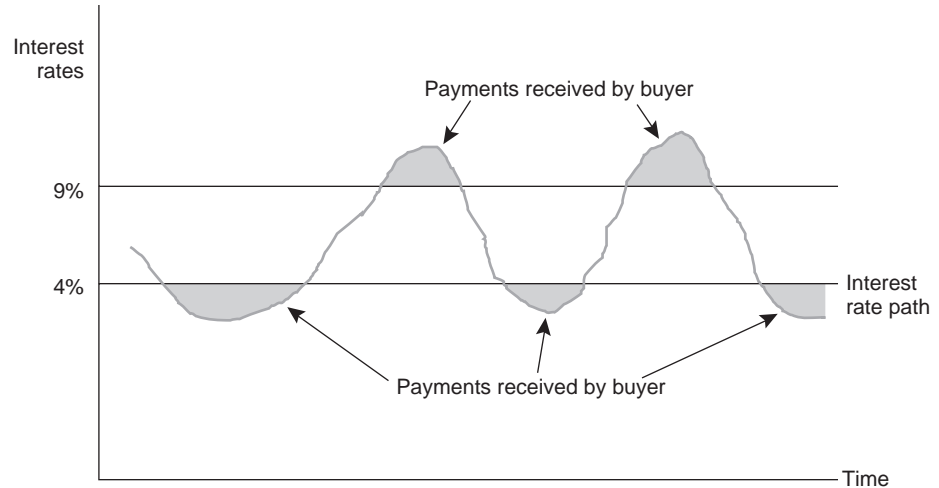 Interest
rates
Payments received by buyer
9%
4%
Interest
rate path
Payments received by buyer
Time